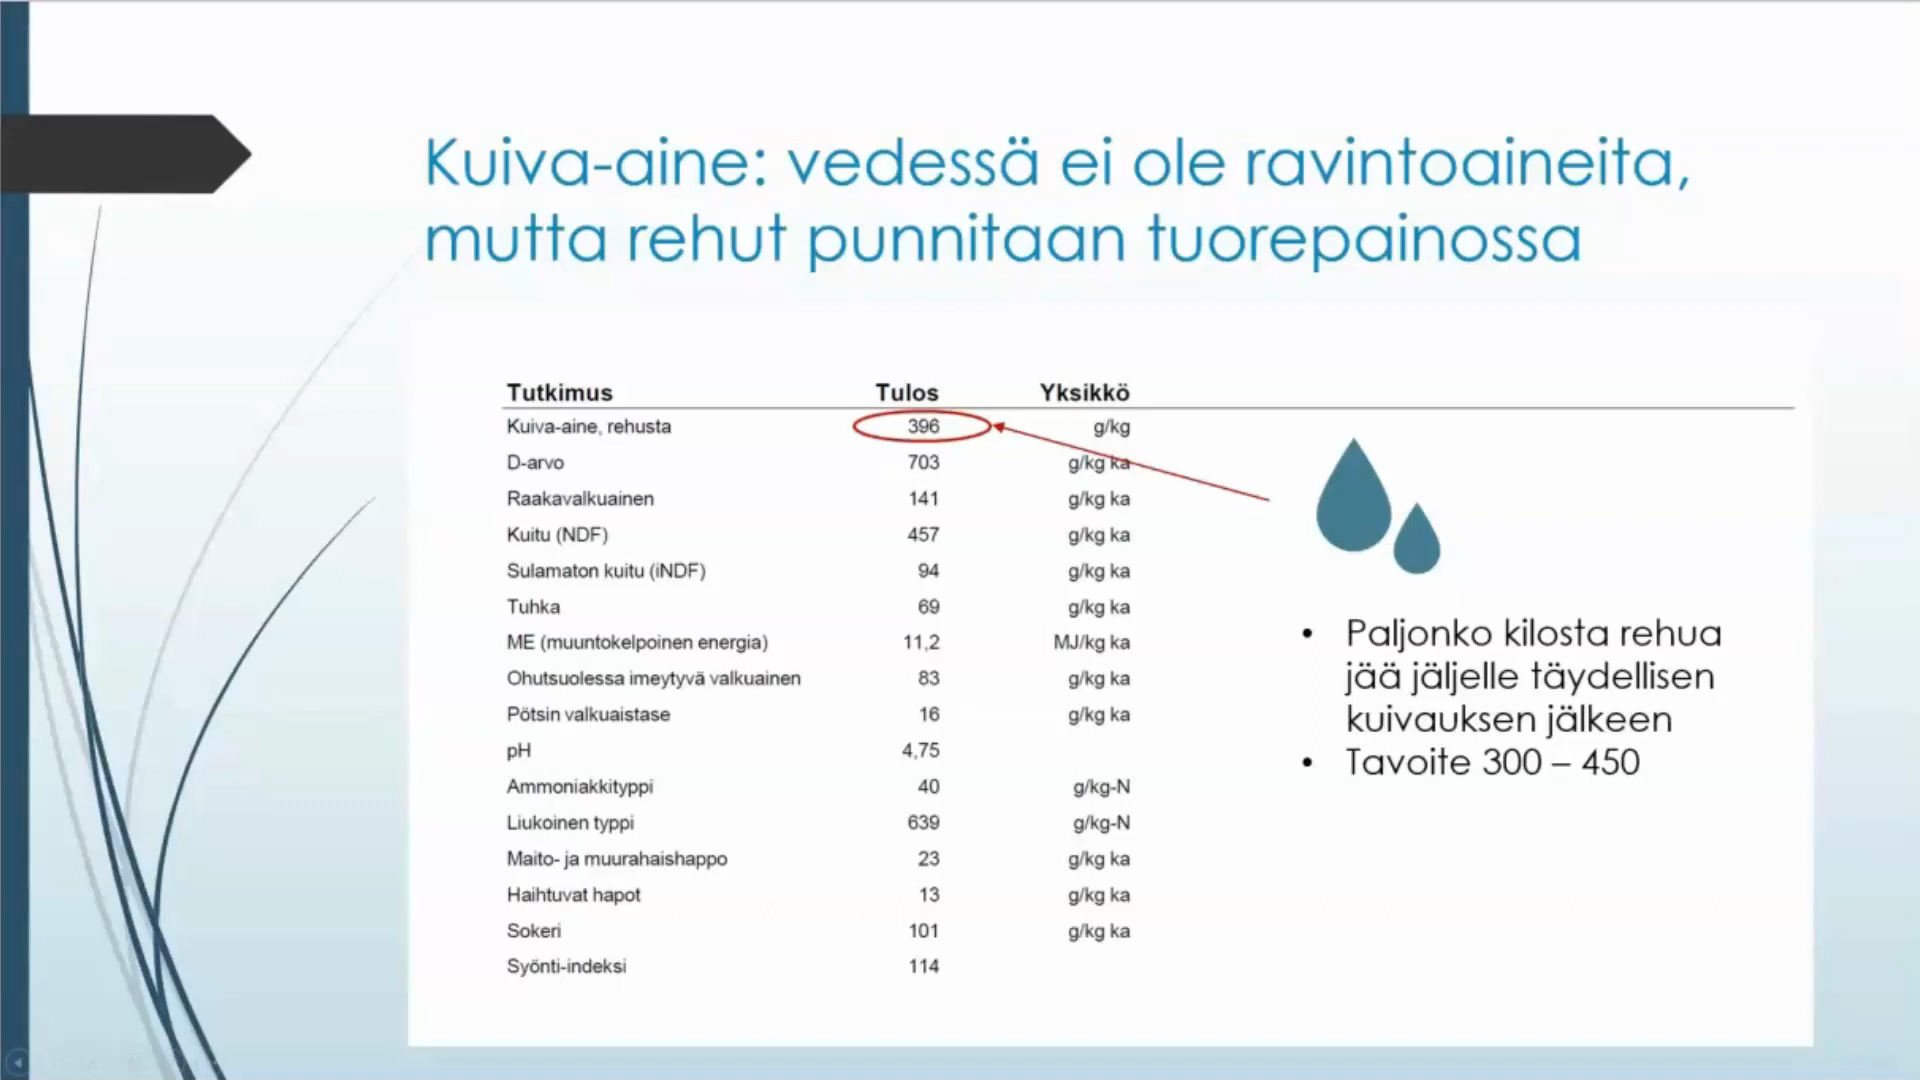 Kuiva-aine: vedessä ei ole ravintoaineita,
mutta rehut punnitaan tuorepainossa
Tutkimus Tulos Yksikkö
Kuiva-aine, rehusta 396 g/kg
D-arvo 703 g/kg ka
Raakavalkuainen 141 g/kg ka
Kuitu (NDF) 457 g/kg ka
Sulamaton kuitu (iNDF) 94 g/kg ka
Tuhka 69 g/kg ka
ME (muuntokelpoinen energia) 11,2 MJ/kg ka
Ohutsuolessa imeytyvä valkuainen 83 g/kg ka
Pötsin valkuaistase 16 g/kg ka
pH 4,75
Ammoniakkityppi 40 g/kg-N
Liukoinen typpi 639 g/kg-N
Maito- ja muurahaishappo 23 g/kg ka
Haihtuvat hapot 13 g/kg ka
Sokeri 101 g/kg ka
Syönti-indeksi 114
• Paljonko kilosta rehua
jää jäljelle täydellisen
kuivauksen jälkeen
• Tavoite 300 – 450